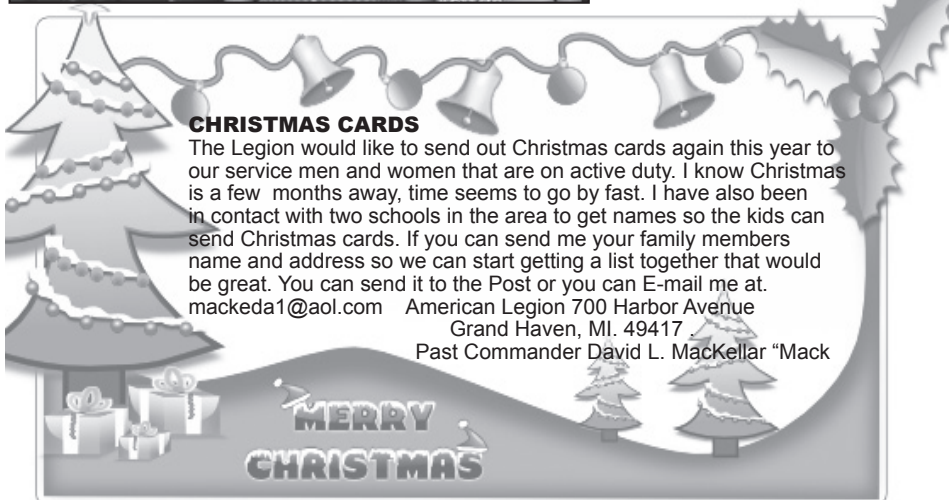 CHRISTMAS CARDS
The Legion would like to send out Christmas cards again this year to
our service men and women that are on active duty. I know Christmas
is a few months away, time seems to go by fast. I have also been
in contact with two schools in the area to get names so the kids can
send Christmas cards. If you can send me your family members
name and address so we can start getting a list together that would
be great. You can send it to the Post or you can E-mail me at.
mackeda1@aol.com American Legion 700 Harbor Avenue
Grand Haven, MI. 49417 .
Past Commander David L. MacKellar “Mack
MERRY
CHRISTMAS